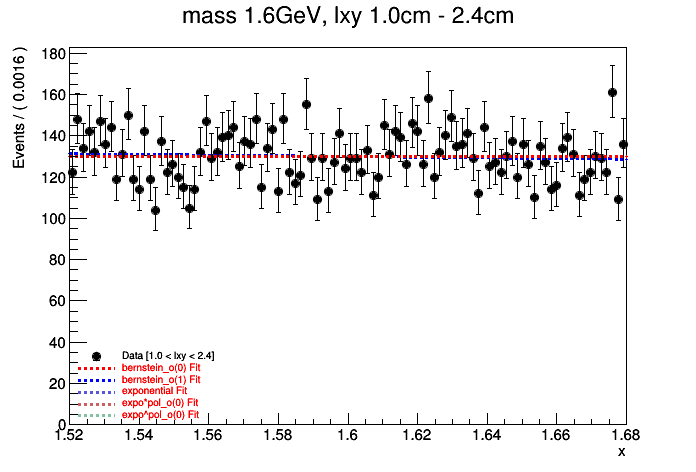 mass 1.6GeV, lxy 1.0cm - 2.4cm
Events / ( 0.0016 )
180
160
140
120
100
80
60
40
20
0
Data [1.0 < lxy < 2.4]
bernstein_o(0) Fit
bernstein_o(1) Fit
exponential Fit
expo*pol_o(0) Fit
expo^pol_o(0) Fit
1.52 1.54 1.56 1.58 1.6 1.62 1.64 1.66 1.68
x